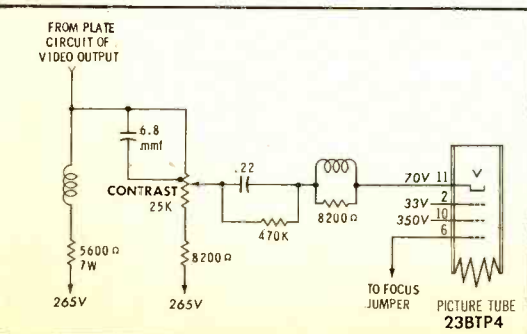 FROM PLATE
CIRCUIT OF
VIDEO OUTPUT
6.8
mmf
CONTRAST
25K
.22
470K
8200Ω
5600Ω
7W
8200Ω
265V
265V
70V 11
33V 2
350V 10
6
TO FOCUS
JUMPER
PICTURE TUBE
23BTP4